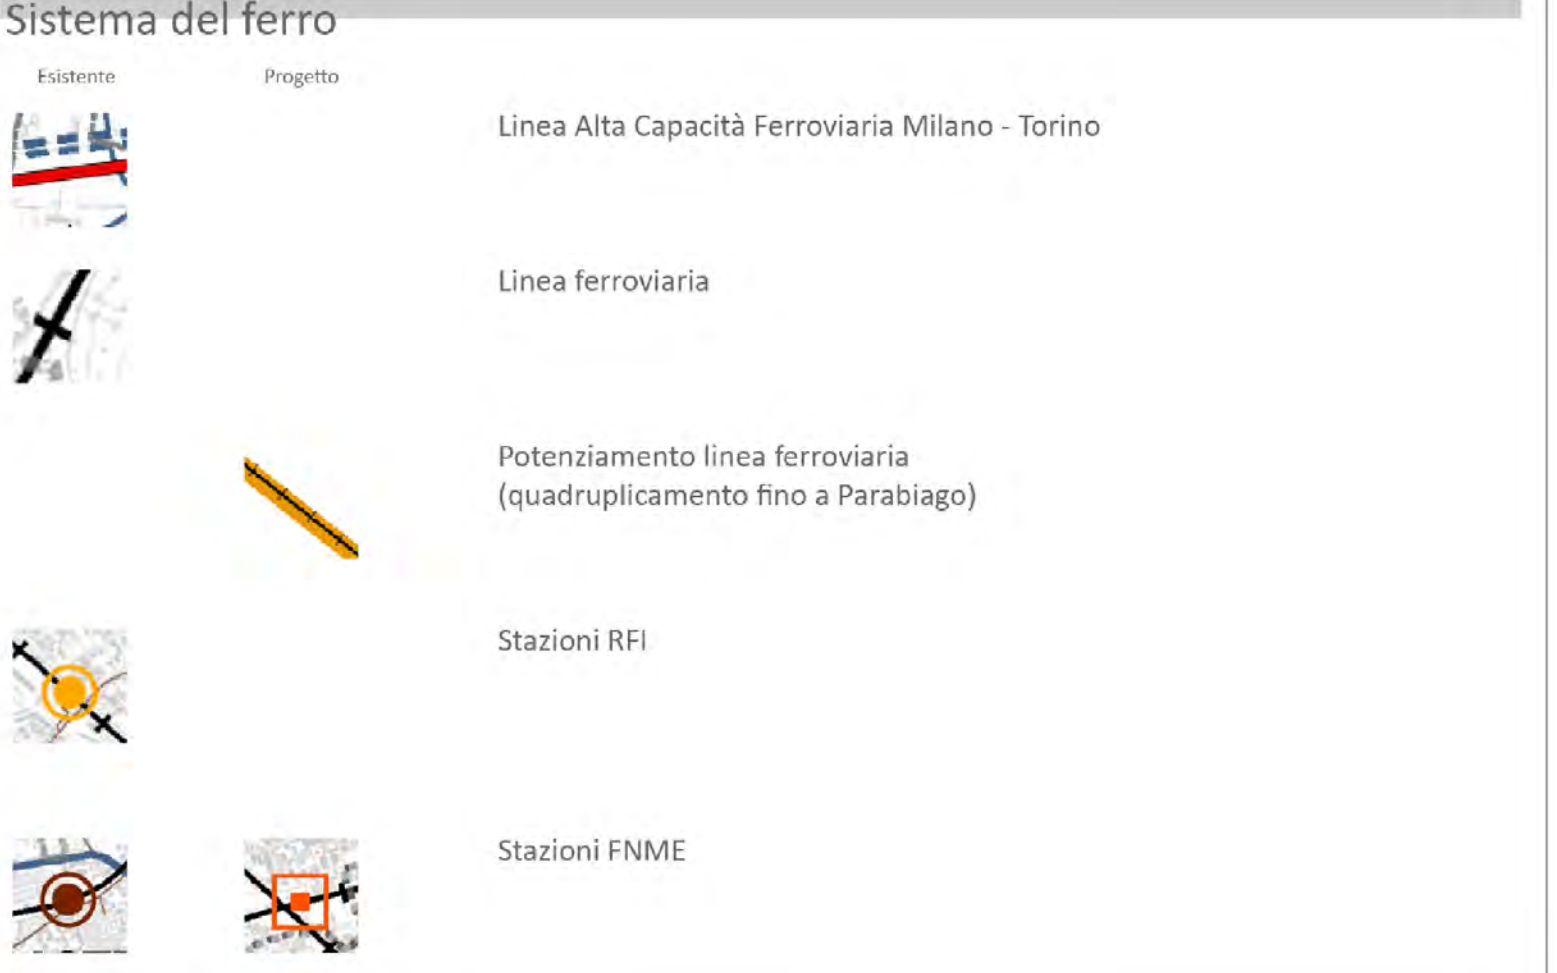 Sistema del ferro
Esistente
Progetto
Linea Alta Capacità Ferroviaria Milano - Torino
Linea ferroviaria
Potenziamento linea ferroviaria
(quadruplicamento fino a Parabiago)
Stazioni RFI
Stazioni FNME